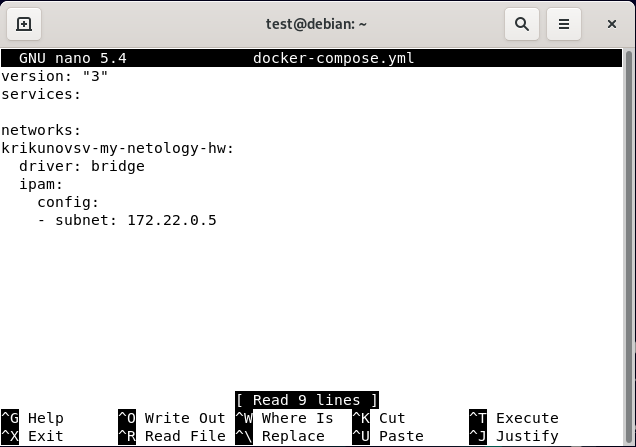 test@debian: ~
GNU nano 5.4 docker-compose.yml
version: "3"
services:

networks:
krikunovsv-my-netology-hw:
  driver: bridge
  ipam:
    config:
    - subnet: 172.22.0.5
[ Read 9 lines ]
^G Help ^O Write Out ^W Where Is ^K Cut ^T Execute
^X Exit ^R Read File ^\ Replace ^U Paste ^J Justify